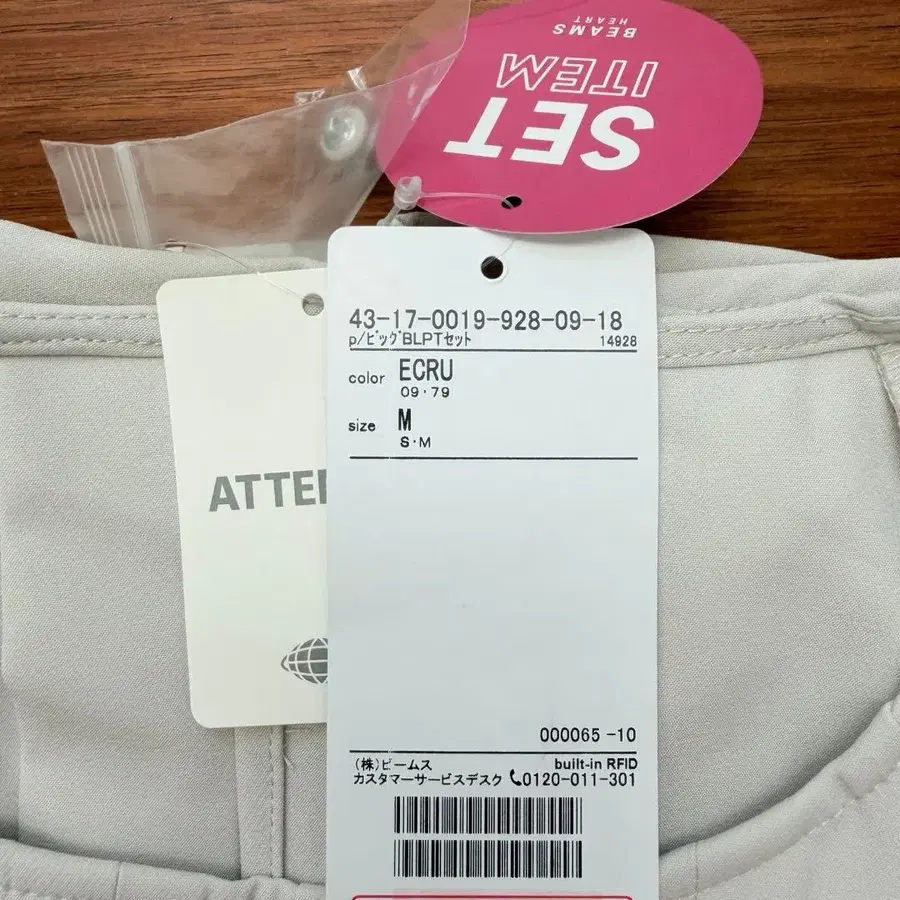 BEAMS
HEART
SET
ITEM
43-17-0019-928-09-18
p/ビッグBLPTセット 14928
color ECRU
09・79
size M
S・M
ATTE
000065 -10
(株)ビームス built-in RFID
カスタマーサービスデスク 0120-011-301